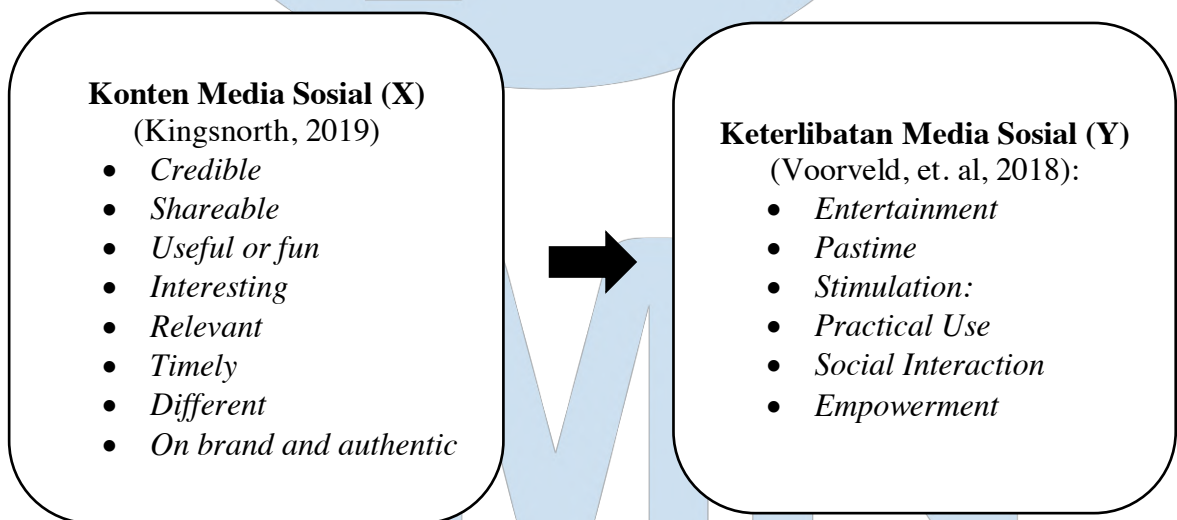 Konten Media Sosial (X)
(Kingsnorth, 2019)
• Credible
• Shareable
• Useful or fun
• Interesting
• Relevant
• Timely
• Different
• On brand and authentic
Keterlibatan Media Sosial (Y)
(Voorveld, et. al, 2018):
• Entertainment
• Pastime
• Stimulation:
• Practical Use
• Social Interaction
• Empowerment